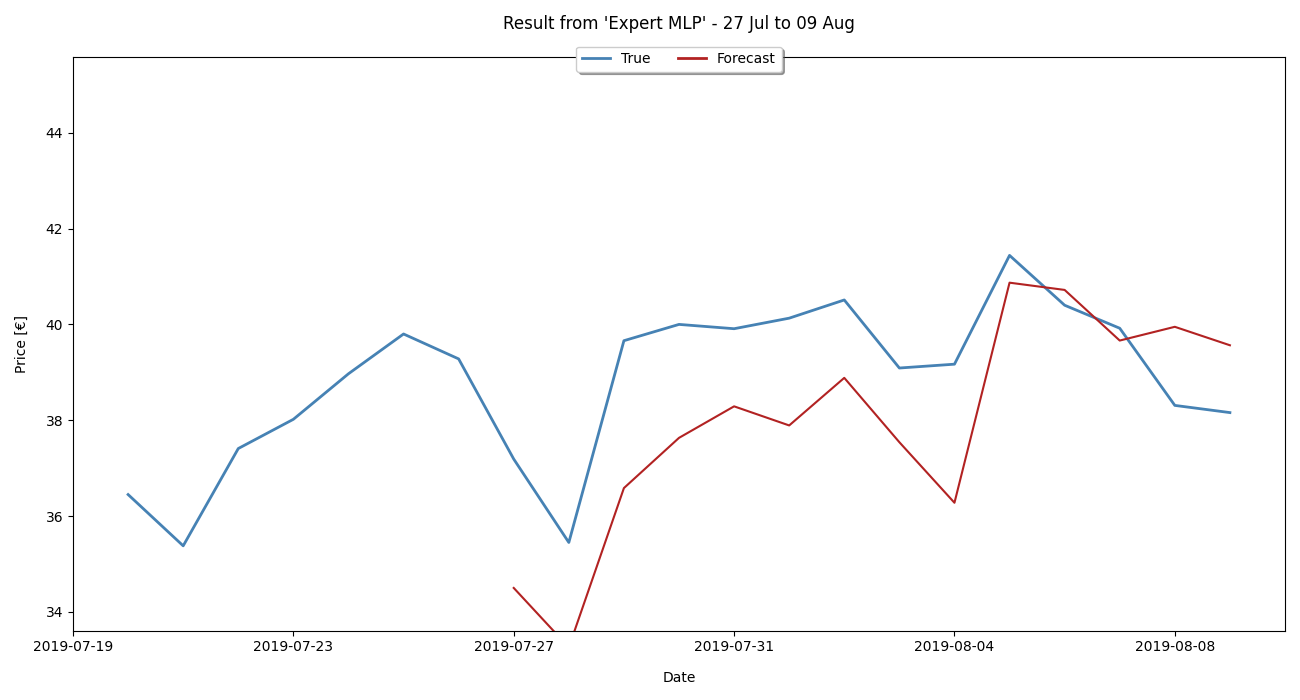 Result from 'Expert MLP' - 27 Jul to 09 Aug
True Forecast
44
42
40
38
36
34
Price [€]
2019-07-19 2019-07-23 2019-07-27 2019-07-31 2019-08-04 2019-08-08
Date